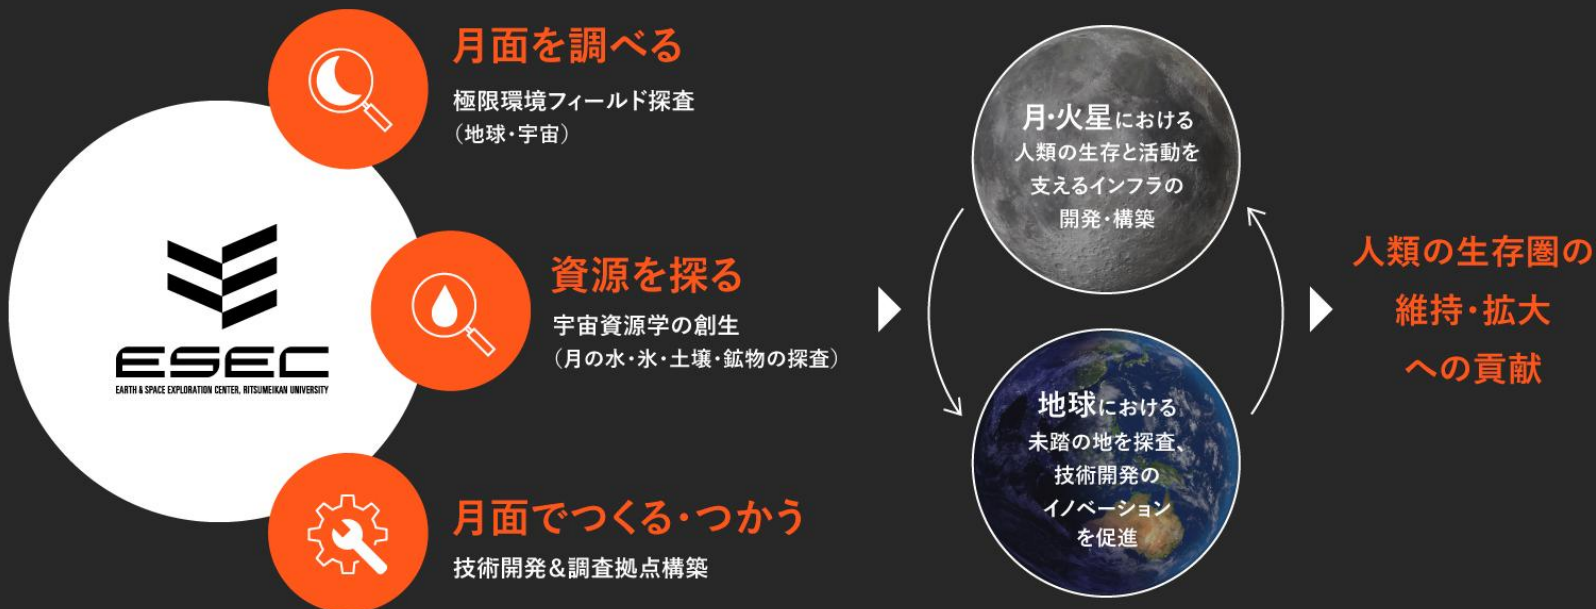 月面を調べる
極限環境フィールド探査
（地球・宇宙）
ESEC
EARTH & SPACE EXPLORATION CENTER, RITSUMEIKAN UNIVERSITY
資源を探る
宇宙資源学の創生
（月の水・氷・土壌・鉱物の探査）
月面でつくる・つかう
技術開発＆調査拠点構築
月・火星における
人類の生存と活動を
支えるインフラの
開発・構築
地球における
未踏の地を探査、
技術開発の
イノベーション
を促進
人類の生存圏の
維持・拡大
への貢献